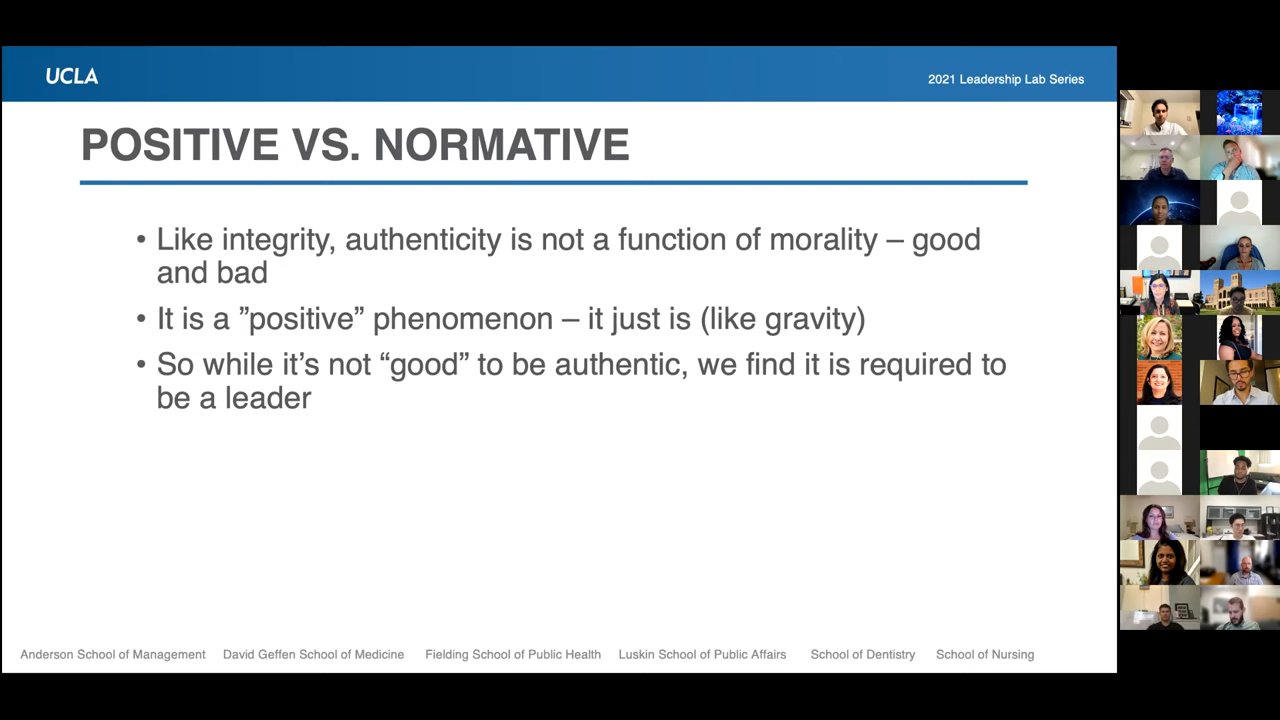 UCLA
2021 Leadership Lab Series
POSITIVE VS. NORMATIVE
• Like integrity, authenticity is not a function of morality – good
and bad
• It is a ”positive” phenomenon – it just is (like gravity)
• So while it’s not “good” to be authentic, we find it is required to
be a leader
Anderson School of Management David Geffen School of Medicine Fielding School of Public Health Luskin School of Public Affairs School of Dentistry School of Nursing